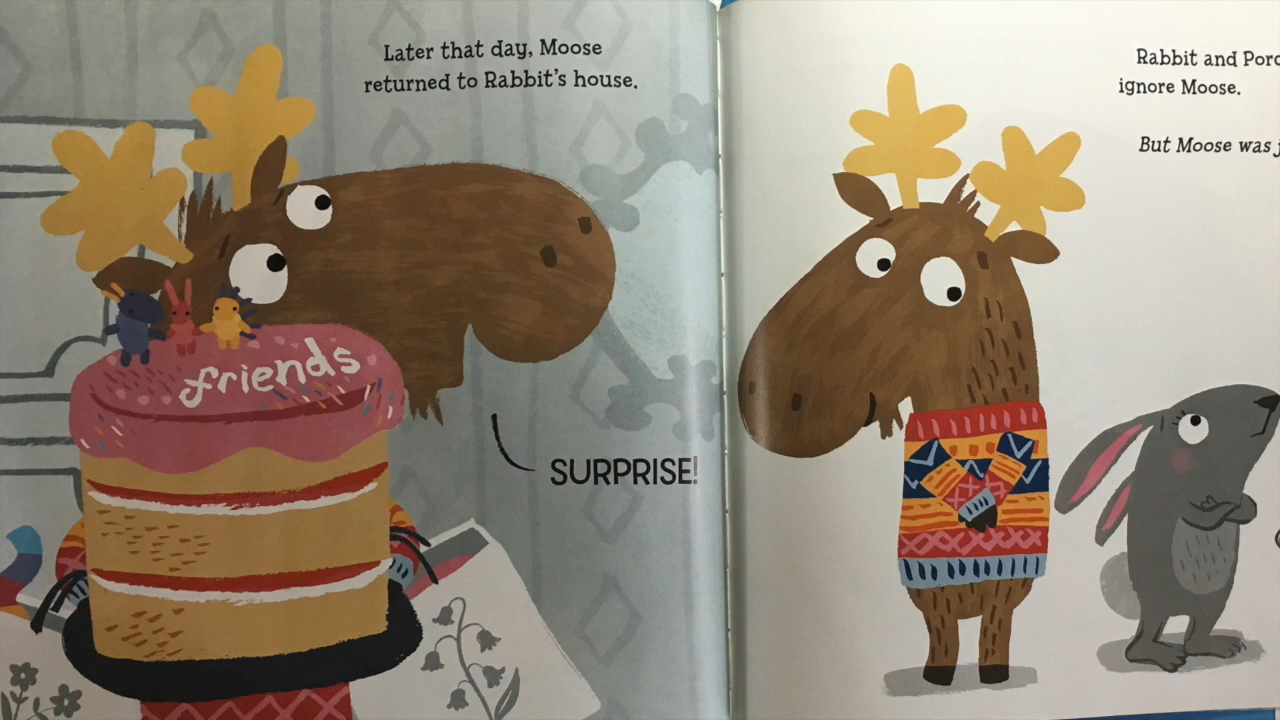 Later that day, Moose
returned to Rabbit's house.
friends
SURPRISE!
Rabbit and
ignore Moose.
But Moose was